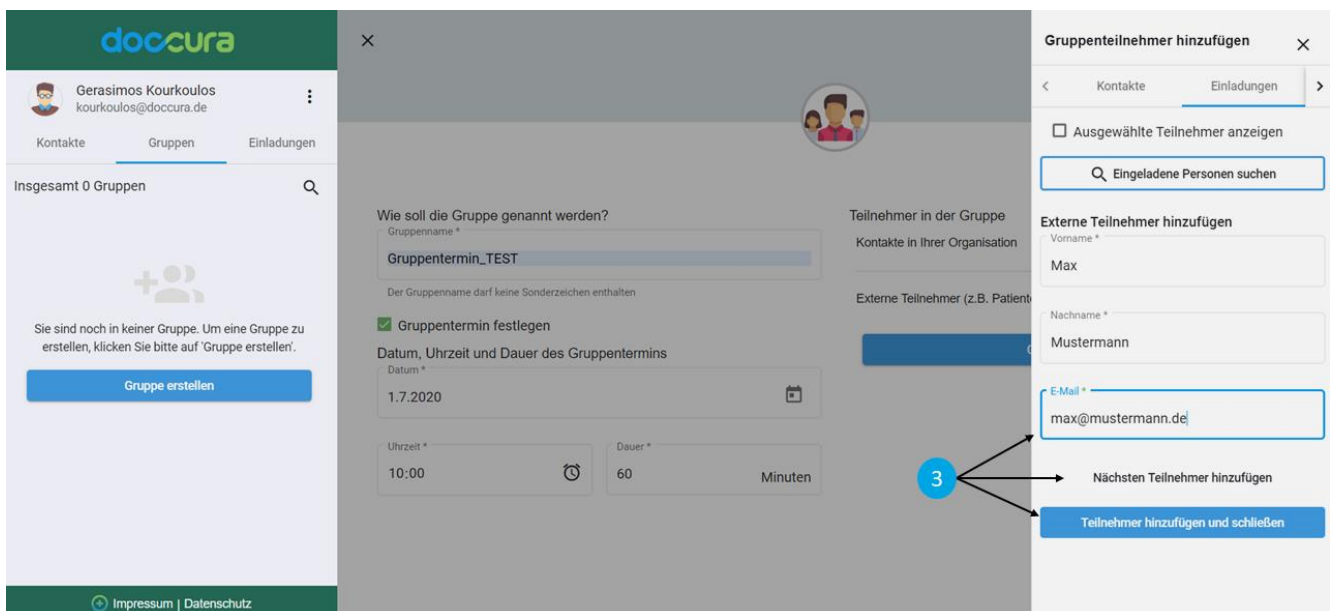 doccura
Gerasimos Kourkoulos
kourkoulos@doccura.de
Kontakte Gruppen Einladungen
Insgesamt 0 Gruppen
Sie sind noch in keiner Gruppe. Um eine Gruppe zu
erstellen, klicken Sie bitte auf 'Gruppe erstellen'.
Gruppe erstellen
Impressum | Datenschutz
Wie soll die Gruppe genannt werden?
Gruppenname *
Gruppentermin_TEST
Der Gruppenname darf keine Sonderzeichen enthalten
Gruppentermin festlegen
Datum, Uhrzeit und Dauer des Gruppentermins
Datum *
1.7.2020
Uhrzeit *
10:00
Dauer *
60 Minuten
Teilnehmer in der Gruppe
Kontakte in Ihrer Organisation
Externe Teilnehmer (z.B. Patient
3
Gruppenteilnehmer hinzufügen
Kontakte Einladungen
Ausgewählte Teilnehmer anzeigen
Eingeladene Personen suchen
Externe Teilnehmer hinzufügen
Vorname *
Max
Nachname *
Mustermann
E-Mail *
max@mustermann.de
Nächsten Teilnehmer hinzufügen
Teilnehmer hinzufügen und schließen